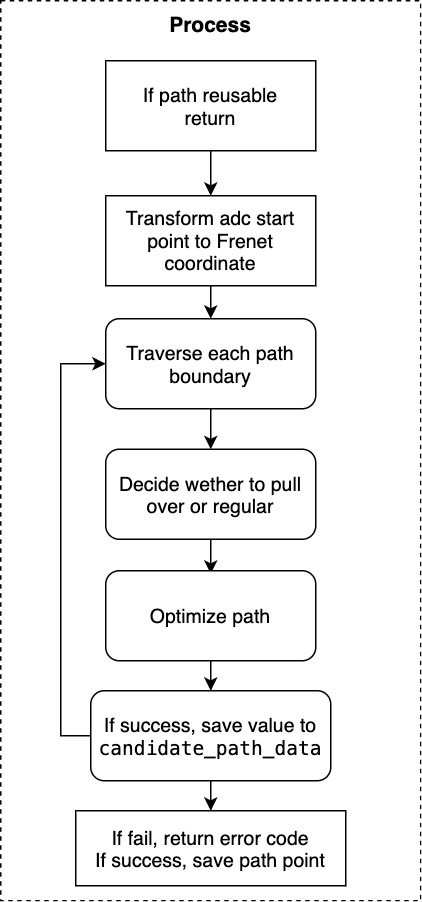 Process
If path reusable
return
Transform adc start
point to Frenet
coordinate
Traverse each path
boundary
Decide wether to pull
over or regular
Optimize path
If success, save value to
candidate_path_data
If fail, return error code
If success, save path point